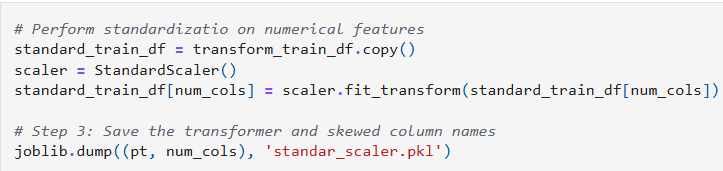 # Perform standardizatio on numerical features
standard_train_df = transform_train_df.copy()
scaler = StandardScaler()
standard_train_df[num_cols] = scaler.fit_transform(standard_train_df[num_cols])
# Step 3: Save the transformer and skewed column names
joblib.dump((pt, num_cols), 'standar_scaler.pkl')